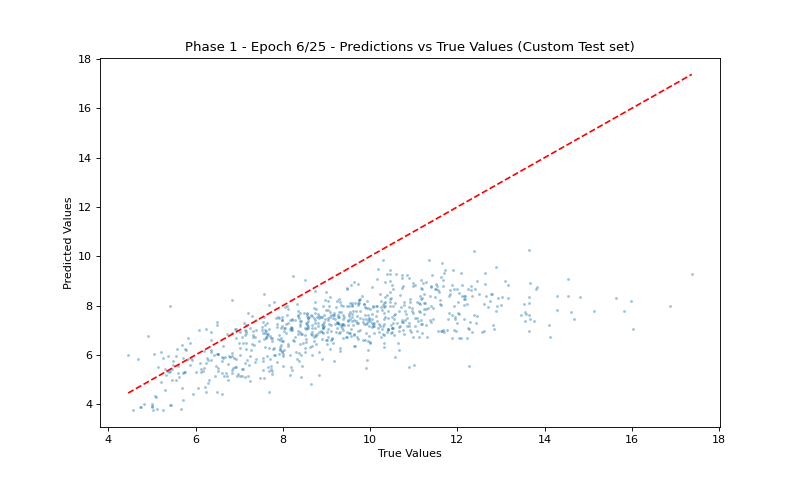 Phase 1 - Epoch 6/25 - Predictions vs True Values (Custom Test set)
18
16
14
12
10
8
6
4
Predicted Values
4 6 8 10 12 14 16 18
True Values